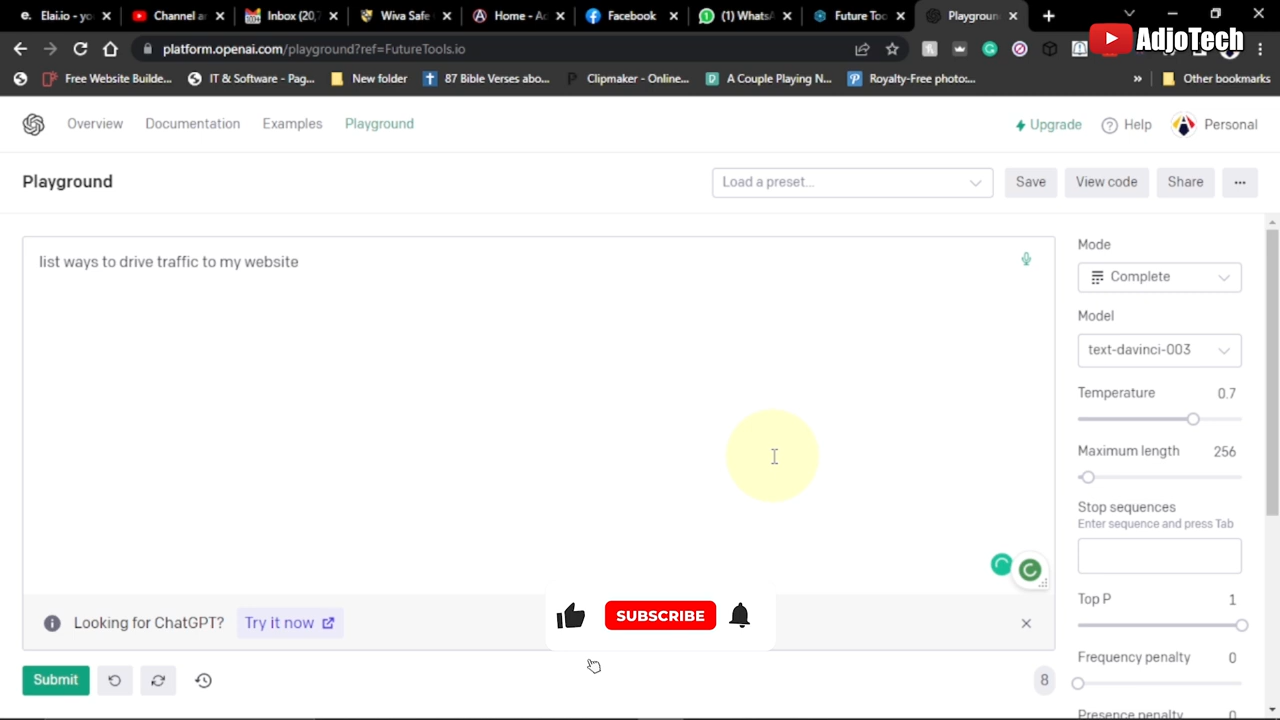 Elai.io - y
Channel a
Inbox (20,7
Wiva Safe
Home - A
Facebook
(1) Whats
Future Too
Playgroun
AdjoTech
platform.openai.com/playground?ref=FutureTools.io
Free Website Builde...
IT & Software - Pag...
New folder
87 Bible Verses abo...
Clipmaker - Online...
A Couple Playing N...
Royalty-Free photo:...
»
Other bookmarks
Overview
Documentation
Examples
Playground
Upgrade
Help
Personal
Playground
Load a preset...
Save
View code
Share
...
list ways to drive traffic to my website
Mode
Complete
Model
text-davinci-003
Temperature 0.7
Maximum length 256
Stop sequences
Enter sequence and press Tab
Top P 1
Frequency penalty 0
Presence penalty 0
Looking for ChatGPT? Try it now
SUBSCRIBE
Submit
8